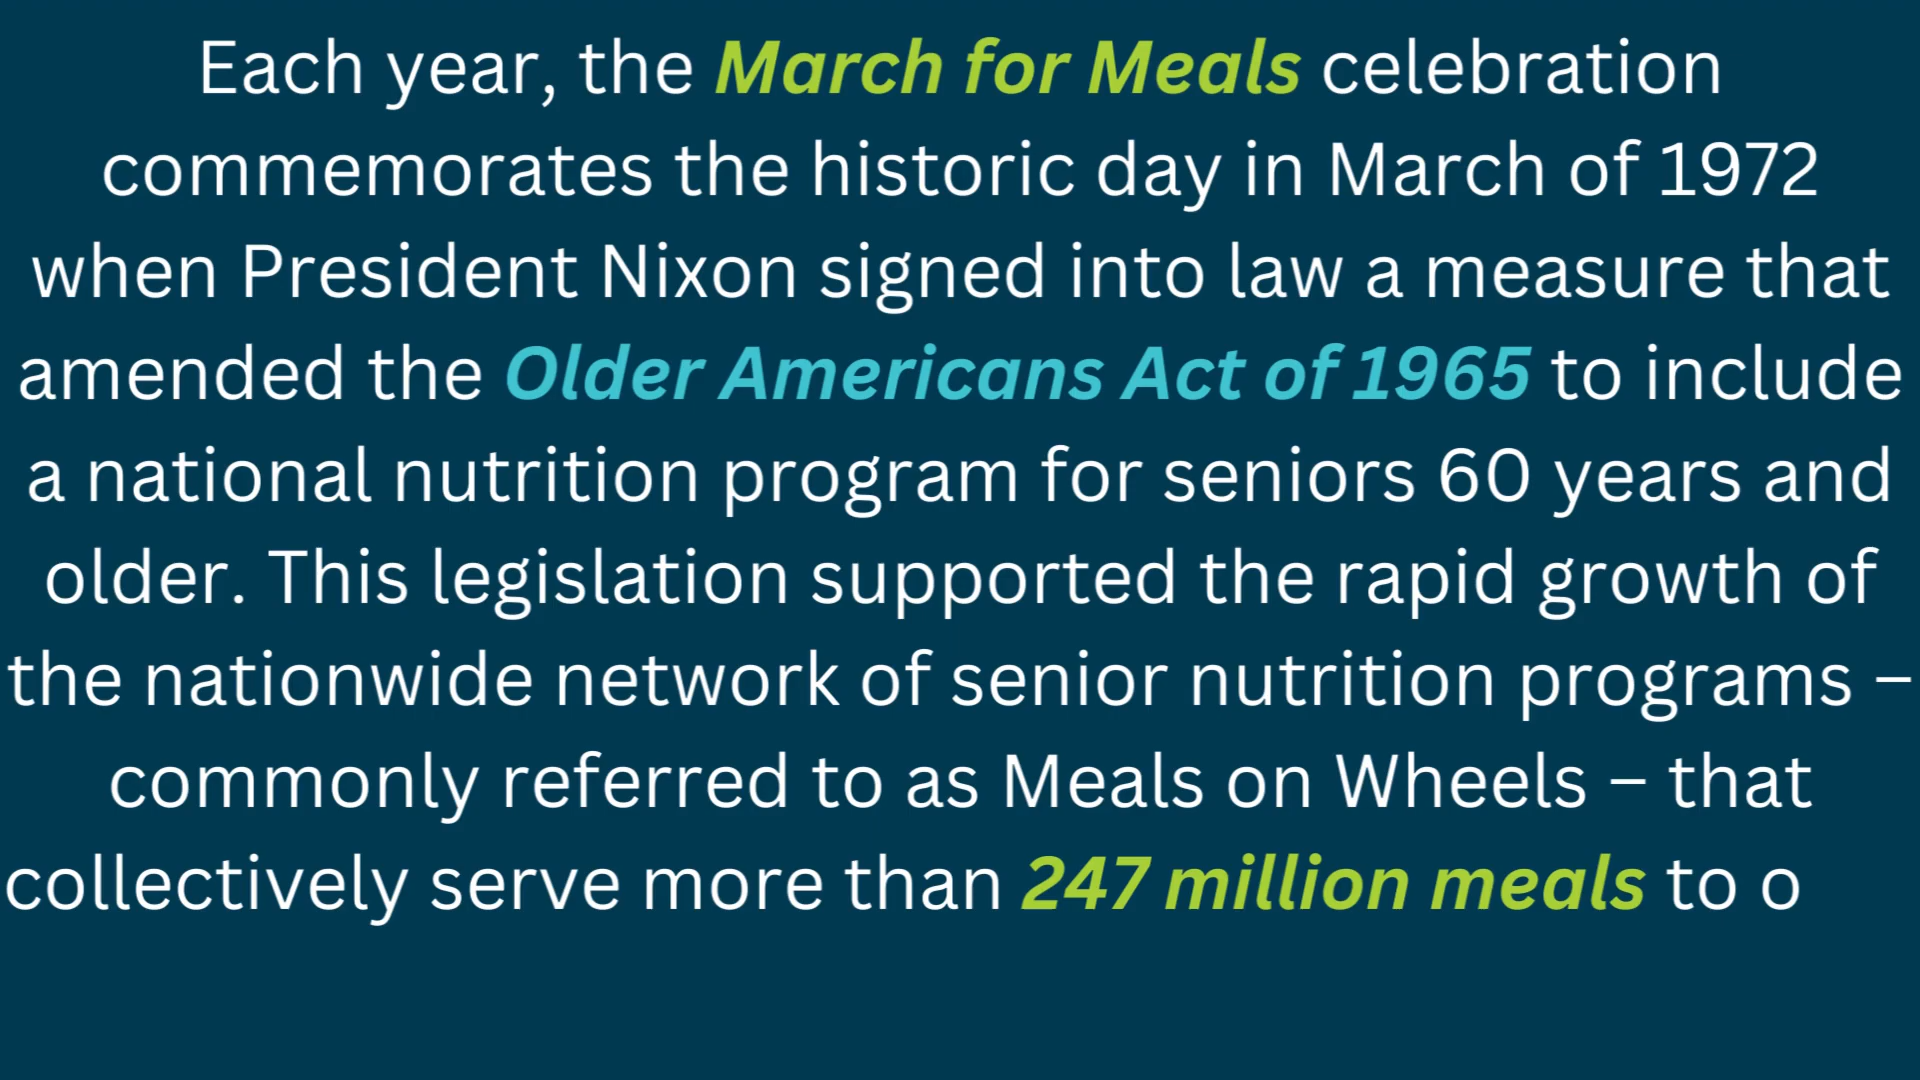 Each year, the March for Meals celebration
commemorates the historic day in March of 1972
when President Nixon signed into law a measure that
amended the Older Americans Act of 1965 to include
a national nutrition program for seniors 60 years and
older. This legislation supported the rapid growth of
the nationwide network of senior nutrition programs –
commonly referred to as Meals on Wheels – that
collectively serve more than 247 million meals to o